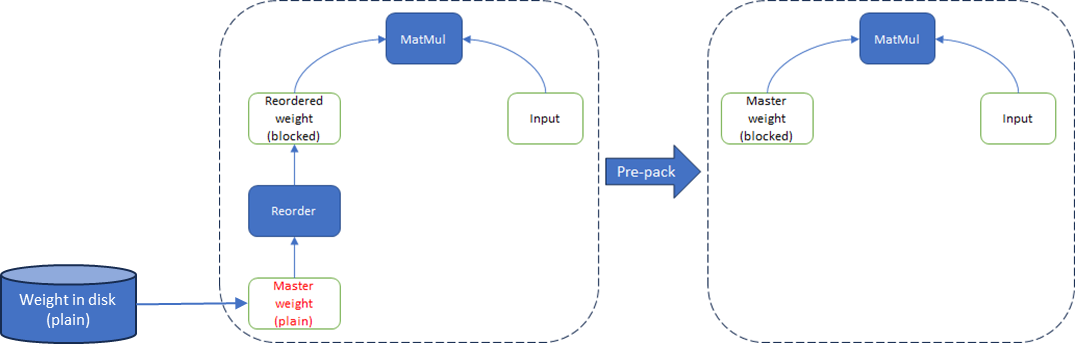 MatMul
Reordered
weight
(blocked)
Input
Reorder
Master
weight
(plain)
Weight in disk
(plain)
Pre-pack
MatMul
Master
weight
(blocked)
Input